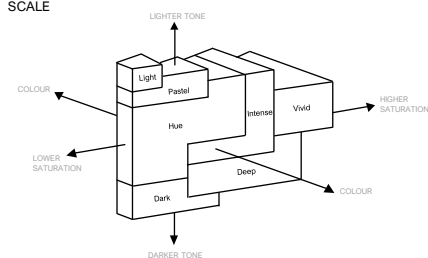 SCALE
LIGHTER TONE
Light
Pastel
COLOUR
HIGHER
SATURATION
Vivid
Intense
Hue
LOWER
SATURATION
Deep
COLOUR
Dark
DARKER TONE